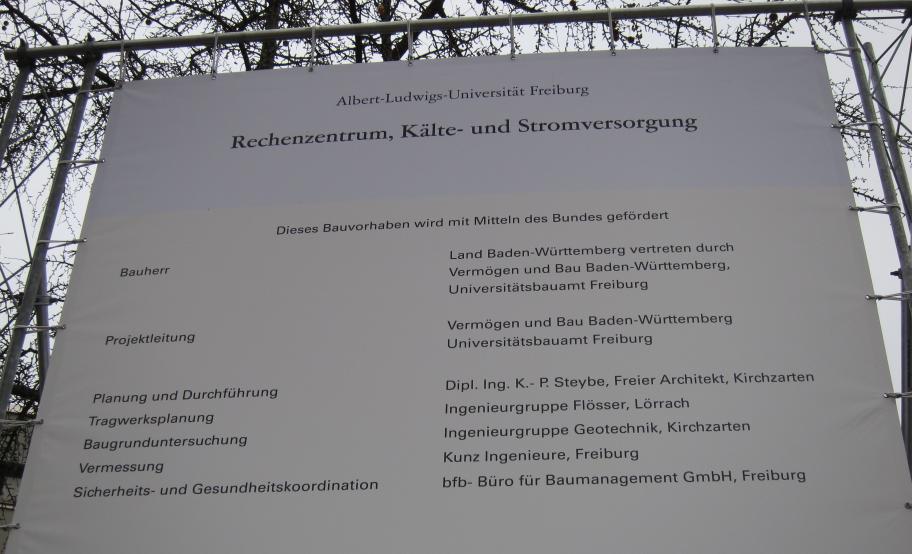 Albert-Ludwigs-Universität Freiburg
Rechenzentrum, Kälte- und Stromversorgung
Dieses Bauvorhaben wird mit Mitteln des Bundes gefördert
Bauherr
Land Baden-Württemberg vertreten durch
Vermögen und Bau Baden-Württemberg,
Universitätsbauamt Freiburg
Projektleitung
Vermögen und Bau Baden-Württemberg
Universitätsbauamt Freiburg
Planung und Durchführung Dipl. Ing. K.- P. Steybe, Freier Architekt, Kirchzarten
Tragwerksplanung Ingenieurgruppe Flösser, Lörrach
Baugrunduntersuchung Ingenieurgruppe Geotechnik, Kirchzarten
Vermessung Kunz Ingenieure, Freiburg
Sicherheits- und Gesundheitskoordination bfb- Büro für Baumanagement GmbH, Freiburg